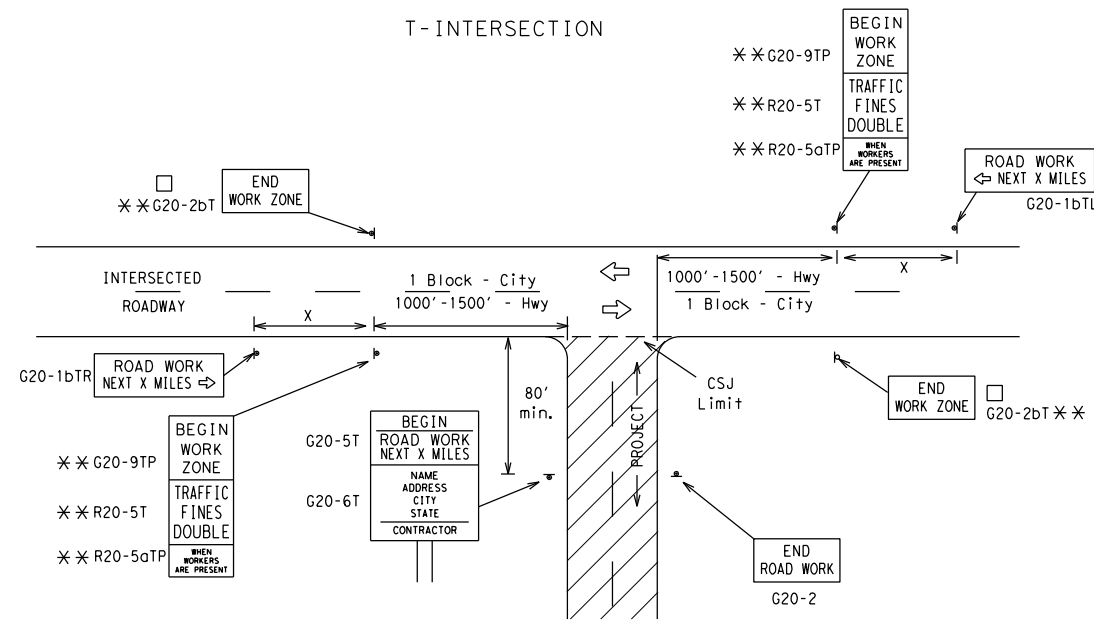 T-INTERSECTION
BEGIN
WORK
ZONE
TRAFFIC
FINES
DOUBLE
WHEN
WORKERS
ARE PRESENT
**G20-9TP
**R20-5T
**R20-5aTP
ROAD WORK
⇦ NEXT X MILES
G20-1bTL
END
WORK ZONE
□
**G20-2bT
INTERSECTED
ROADWAY
1 Block - City
1000'-1500' - Hwy
X
1000'-1500' - Hwy
1 Block - City
X
G20-1bTR
ROAD WORK
NEXT X MILES ⇨
BEGIN
WORK
ZONE
TRAFFIC
FINES
DOUBLE
WHEN
WORKERS
ARE PRESENT
**G20-9TP
**R20-5T
**R20-5aTP
G20-5T
BEGIN
ROAD WORK
NEXT X MILES
G20-6T
NAME
ADDRESS
CITY
STATE
CONTRACTOR
80'
min.
PROJECT
CSJ
Limit
END
WORK ZONE
□
G20-2bT**
END
ROAD WORK
G20-2